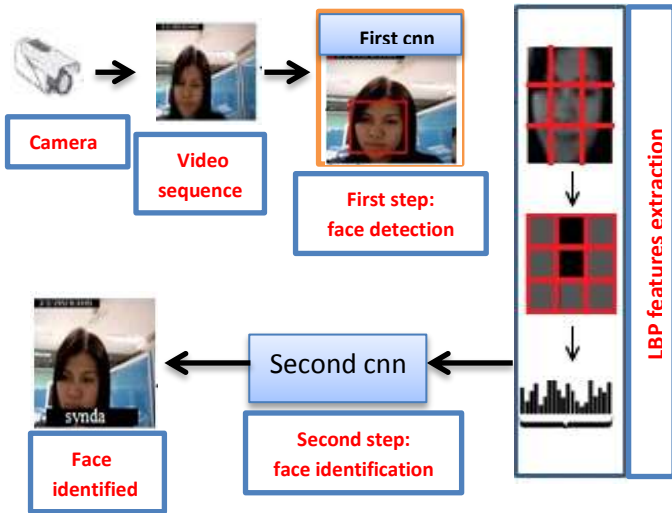 First cnn
Camera
Video
sequence
First step:
face detection
LBP features extraction
Second cnn
synda
Face
identified
Second step:
face identification